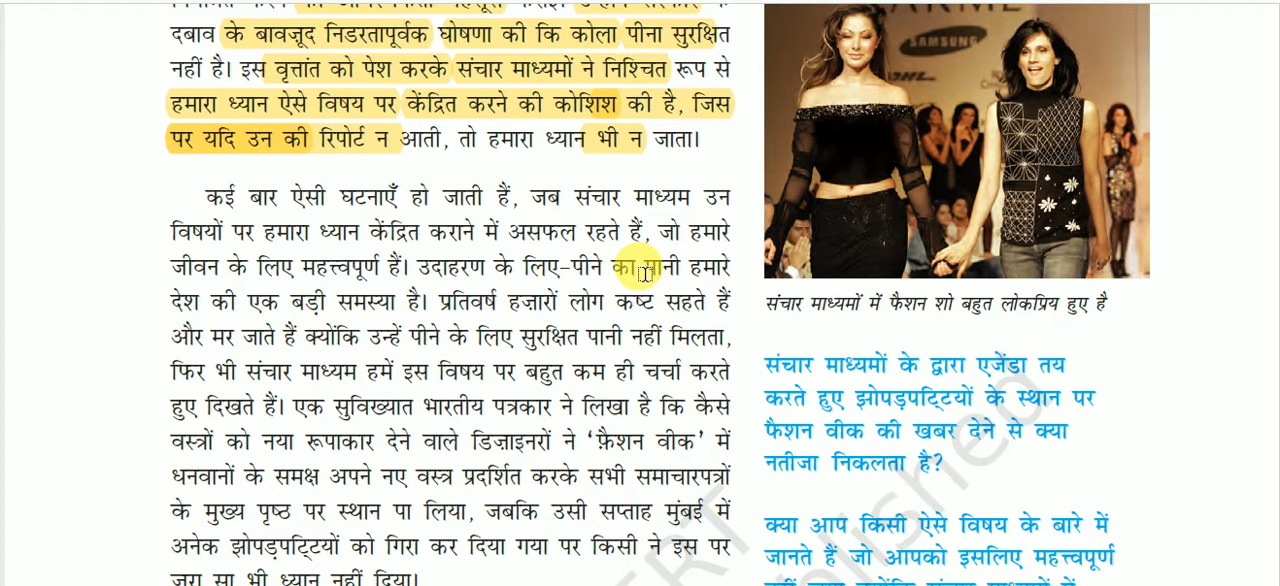 दबाव के बावजूद निडरतापूर्वक घोषणा की कि कोला पीना सुरक्षित
नहीं है। इस वृत्तांत को पेश करके संचार माध्यमों ने निश्चित रूप से
हमारा ध्यान ऐसे विषय पर केंद्रित करने की कोशिश की है, जिस
पर यदि उन की रिपोर्ट न आती, तो हमारा ध्यान भी न जाता।
कई बार ऐसी घटनाएँ हो जाती हैं, जब संचार माध्यम उन
विषयों पर हमारा ध्यान केंद्रित कराने में असफल रहते हैं, जो हमारे
जीवन के लिए महत्त्वपूर्ण हैं। उदाहरण के लिए–पीने का पानी हमारे
देश की एक बड़ी समस्या है। प्रतिवर्ष हज़ारों लोग कष्ट सहते हैं
और मर जाते हैं क्योंकि उन्हें पीने के लिए सुरक्षित पानी नहीं मिलता,
फिर भी संचार माध्यम हमें इस विषय पर बहुत कम ही चर्चा करते
हुए दिखते हैं। एक सुविख्यात भारतीय पत्रकार ने लिखा है कि कैसे
वस्त्रों को नया रूपाकार देने वाले डिज़ाइनरों ने ‘फ़ैशन वीक’ में
धनवानों के समक्ष अपने नए वस्त्र प्रदर्शित करके सभी समाचारपत्रों
के मुख्य पृष्ठ पर स्थान पा लिया, जबकि उसी सप्ताह मुंबई में
अनेक झोपड़पट्टियों को गिरा कर दिया गया पर किसी ने इस पर
ज़रा सा भी ध्यान नहीं दिया।
SAMSUNG
संचार माध्यमों में फैशन शो बहुत लोकप्रिय हुए है
संचार माध्यमों के द्वारा एजेंडा तय
करते हुए झोपड़पट्टियों के स्थान पर
फैशन वीक की खबर देने से क्या
नतीजा निकलता है?
क्या आप किसी ऐसे विषय के बारे में
जानते हैं जो आपको इसलिए महत्त्वपूर्ण